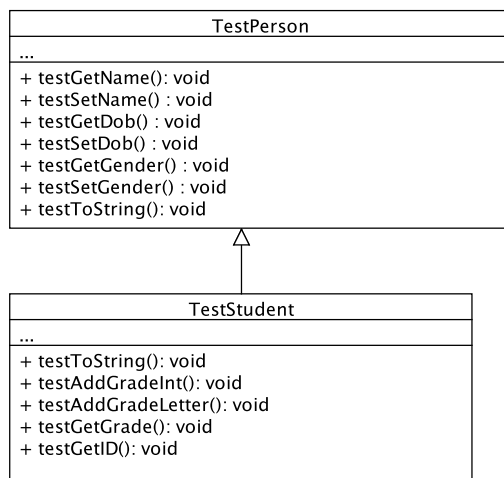 TestPerson
...
+ testGetName(): void
+ testSetName(): void
+ testGetDob() : void
+ testSetDob() : void
+ testGetGender() : void
+ testSetGender() : void
+ testToString(): void
TestStudent
...
+ testToString(): void
+ testAddGradeInt(): void
+ testAddGradeLetter(): void
+ testGetGrade(): void
+ testGetID(): void